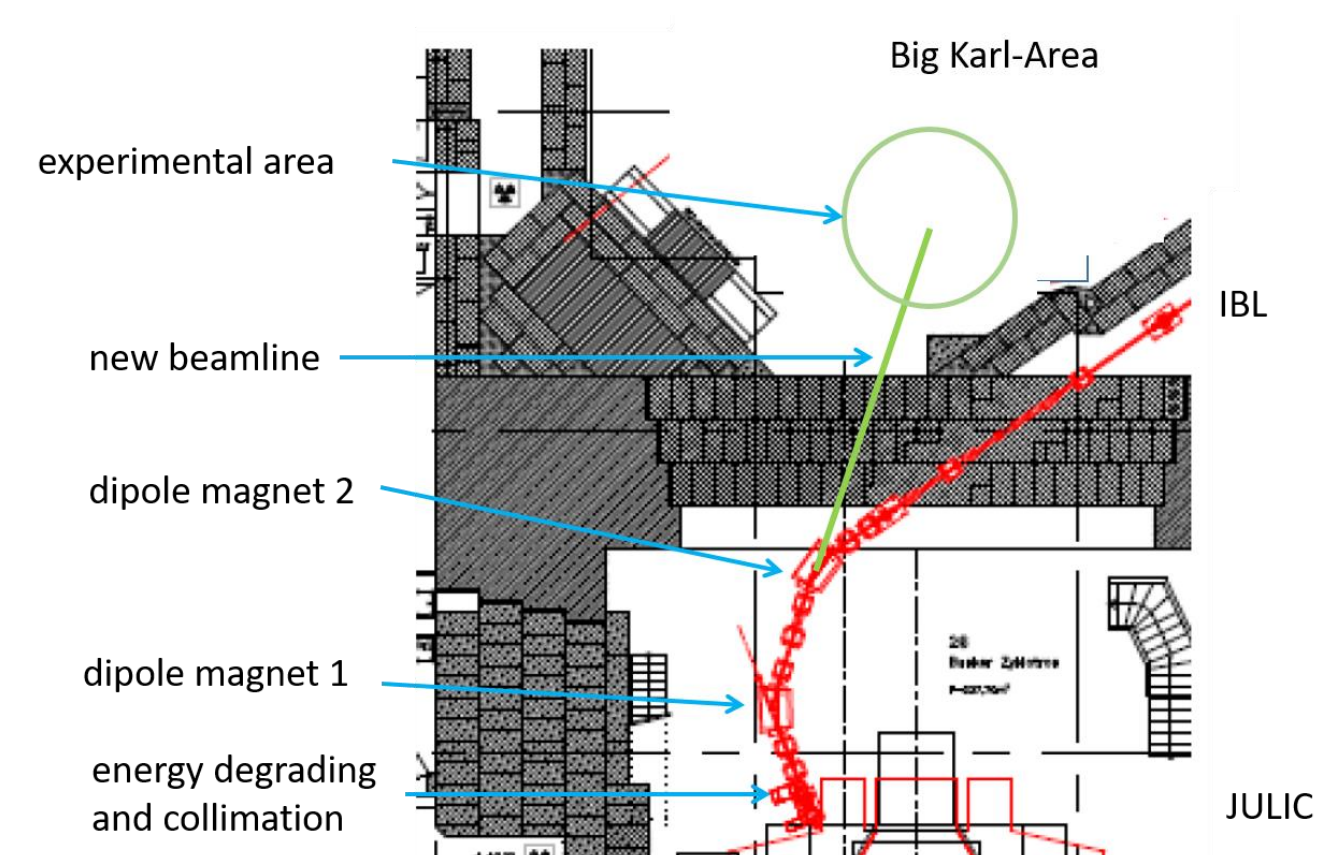 Big Karl-Area
experimental area
IBL
new beamline
dipole magnet 2
28
dipole magnet 1
energy degrading
and collimation
JULIC